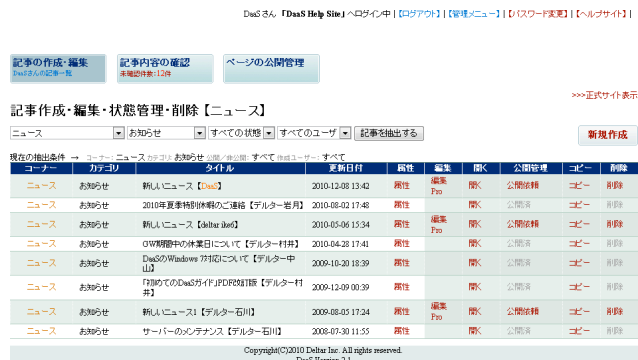 DaaSさん 「DaaS Help Site」へログイン中 | 【ログアウト】 | 【管理メニュー】 | 【パスワード変更】 | 【ヘルプサイト】 |
記事の作成・編集 記事内容の確認 ページの公開管理
DaaSさんの記事一覧 未確認件数:12件
>>>正式サイト表示
記事作成・編集・状態管理・削除【ニュース】
ニュース お知らせ すべての状態 すべてのユーザ 記事を抽出する 新規作成
現在の抽出条件 → コーナー: ニュース カテゴリ: お知らせ 公開/非公開: すべて 作成ユーザー: すべて
コーナー カテゴリ タイトル 更新日付 属性 編集 開く 公開管理 コピー 削除
ニュース お知らせ 新しいニュース【DaaS】 2010-12-08 13:42 属性 編集 開く 公開依頼 コピー 削除
Pro
ニュース お知らせ 2010年夏季特別休暇のご連絡【デルター岩月】 2010-08-02 17:48 属性 開く 公開済 コピー 削除
ニュース お知らせ 新しいニュース【deltar ike6】 2010-05-06 15:34 属性 編集 開く 公開依頼 コピー 削除
Pro
ニュース お知らせ GW期間中の休業日について【デルター村井】 2010-04-28 17:41 属性 開く 公開済 コピー 削除
ニュース お知らせ DaaSのWindows 7対応について【デルター中 2009-10-20 18:39 属性 開く 公開済 コピー 削除
山】
ニュース お知らせ 「初めてのDaaSガイド」PDF改訂版【デルター村 2009-12-09 00:39 属性 開く 公開済 コピー 削除
井】
ニュース お知らせ 新しいニュース1【デルター石川】 2009-08-05 17:24 属性 編集 開く 公開依頼 コピー 削除
Pro
ニュース お知らせ サーバーのメンテナンス【デルター石川】 2008-07-30 11:55 属性 開く 公開済 コピー 削除
Copyright(C)2010 Deltar Inc. All rights reserved.